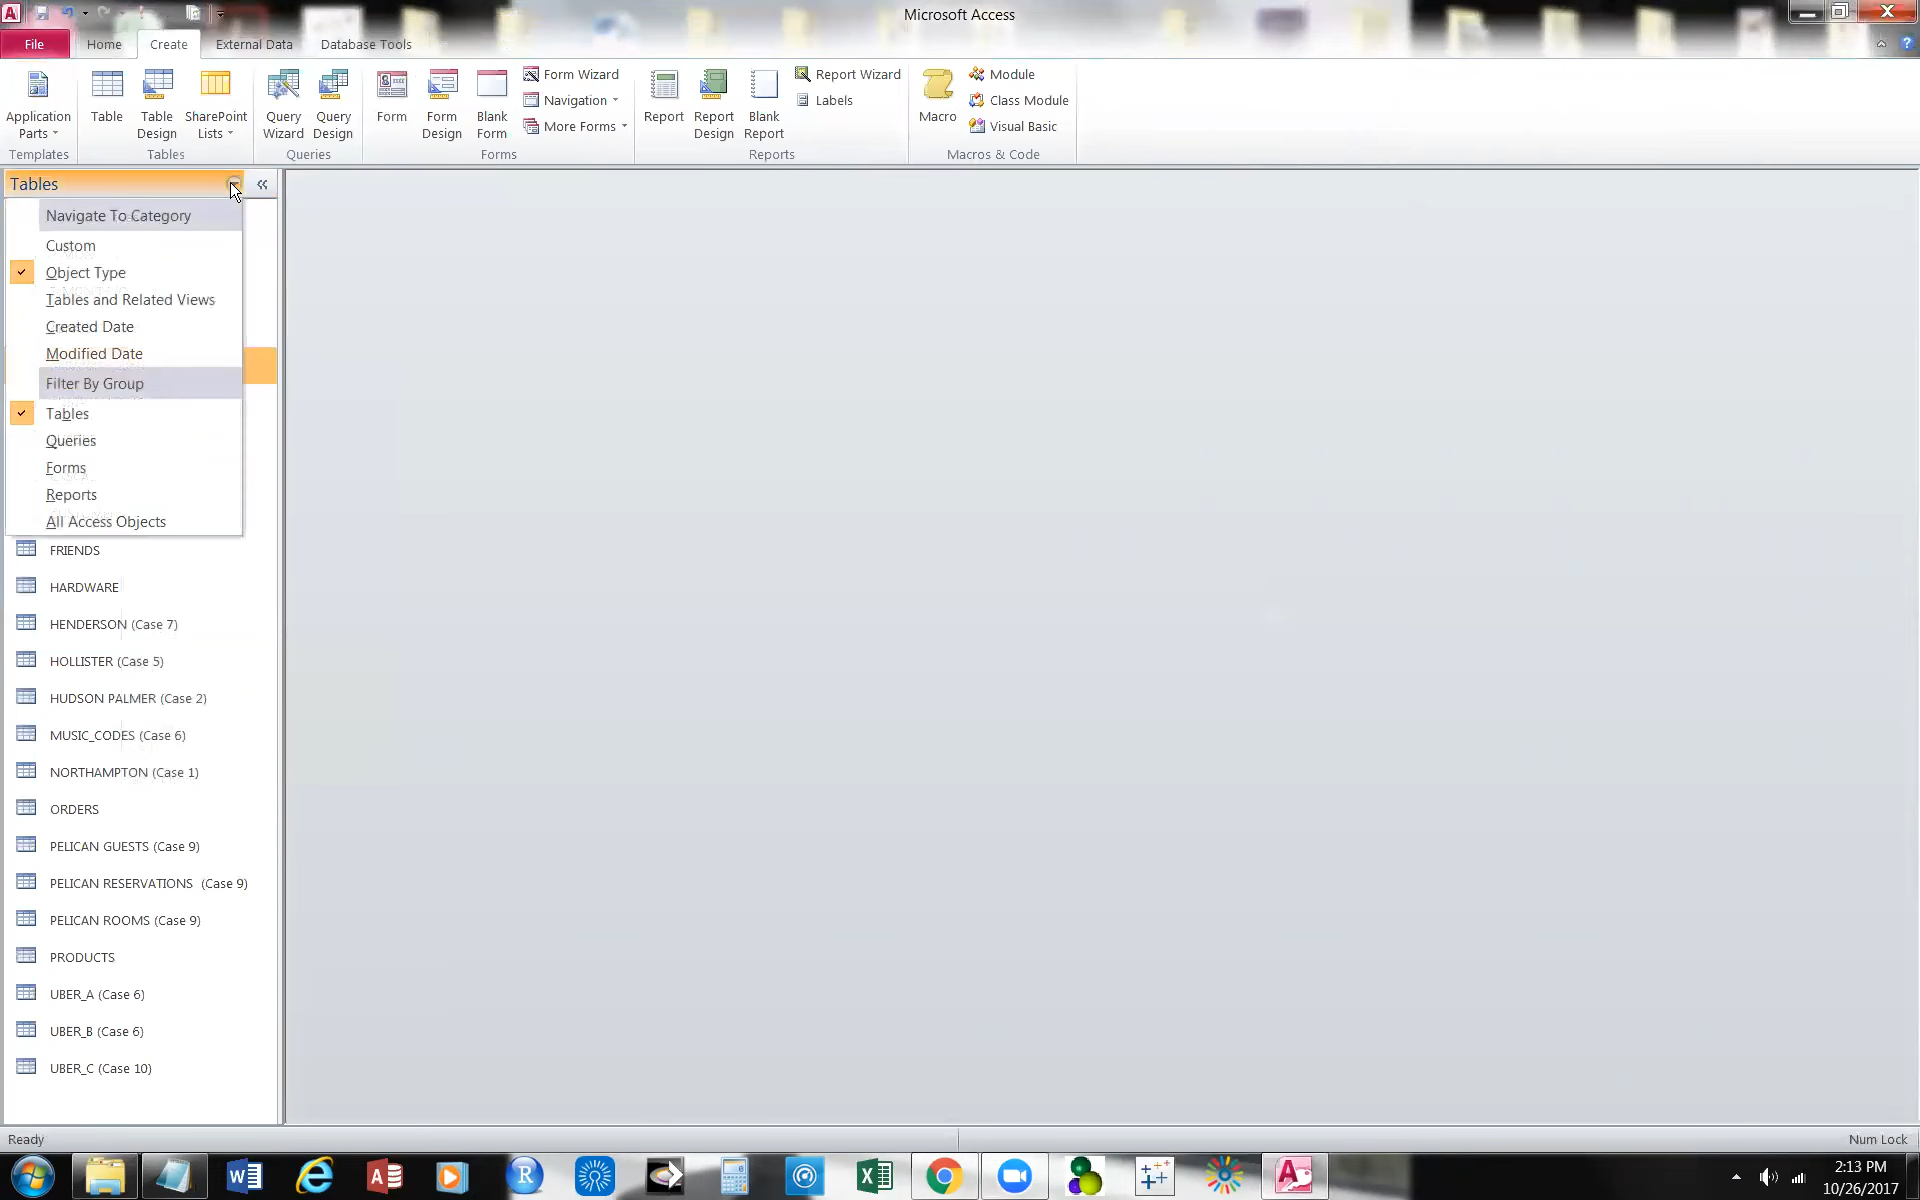 Microsoft Access
File Home Create External Data Database Tools
Application Parts
Table
Table Design
SharePoint Lists
Query Wizard
Query Design
Form
Form Design
Blank Form
Form Wizard
Navigation
More Forms
Report
Report Design
Blank Report
Report Wizard
Labels
Macro
Module
Class Module
Visual Basic
Templates Tables Queries Forms Reports Macros & Code
Tables
Navigate To Category
Custom
Object Type
Tables and Related Views
Created Date
Modified Date
Filter By Group
Tables
Queries
Forms
Reports
All Access Objects
FRIENDS
HARDWARE
HENDERSON (Case 7)
HOLLISTER (Case 5)
HUDSON PALMER (Case 2)
MUSIC_CODES (Case 6)
NORTHAMPTON (Case 1)
ORDERS
PELICAN GUESTS (Case 9)
PELICAN RESERVATIONS (Case 9)
PELICAN ROOMS (Case 9)
PRODUCTS
UBER_A (Case 6)
UBER_B (Case 6)
UBER_C (Case 10)
Ready Num Lock
2:13 PM
10/26/2017